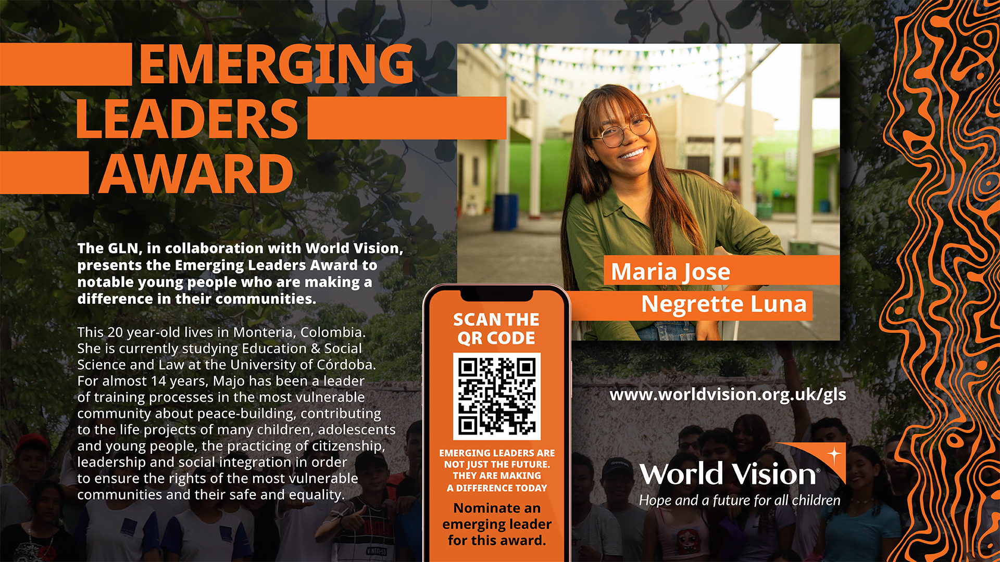 EMERGING
LEADERS
AWARD
The GLN, in collaboration with World Vision,
presents the Emerging Leaders Award to
notable young people who are making a
difference in their communities.
This 20 year-old lives in Monteria, Colombia.
She is currently studying Education & Social
Science and Law at the University of Córdoba.
For almost 14 years, Majo has been a leader
of training processes in the most vulnerable
community about peace-building, contributing
to the life projects of many children, adolescents
and young people, the practicing of citizenship,
leadership and social integration in order
to ensure the rights of the most vulnerable
communities and their safe and equality.
Maria Jose
Negrette Luna
SCAN THE
QR CODE
EMERGING LEADERS ARE
NOT JUST THE FUTURE.
THEY ARE MAKING
A DIFFERENCE TODAY
Nominate an
emerging leader
for this award.
www.worldvision.org.uk/gls
World Vision®
Hope and a future for all children